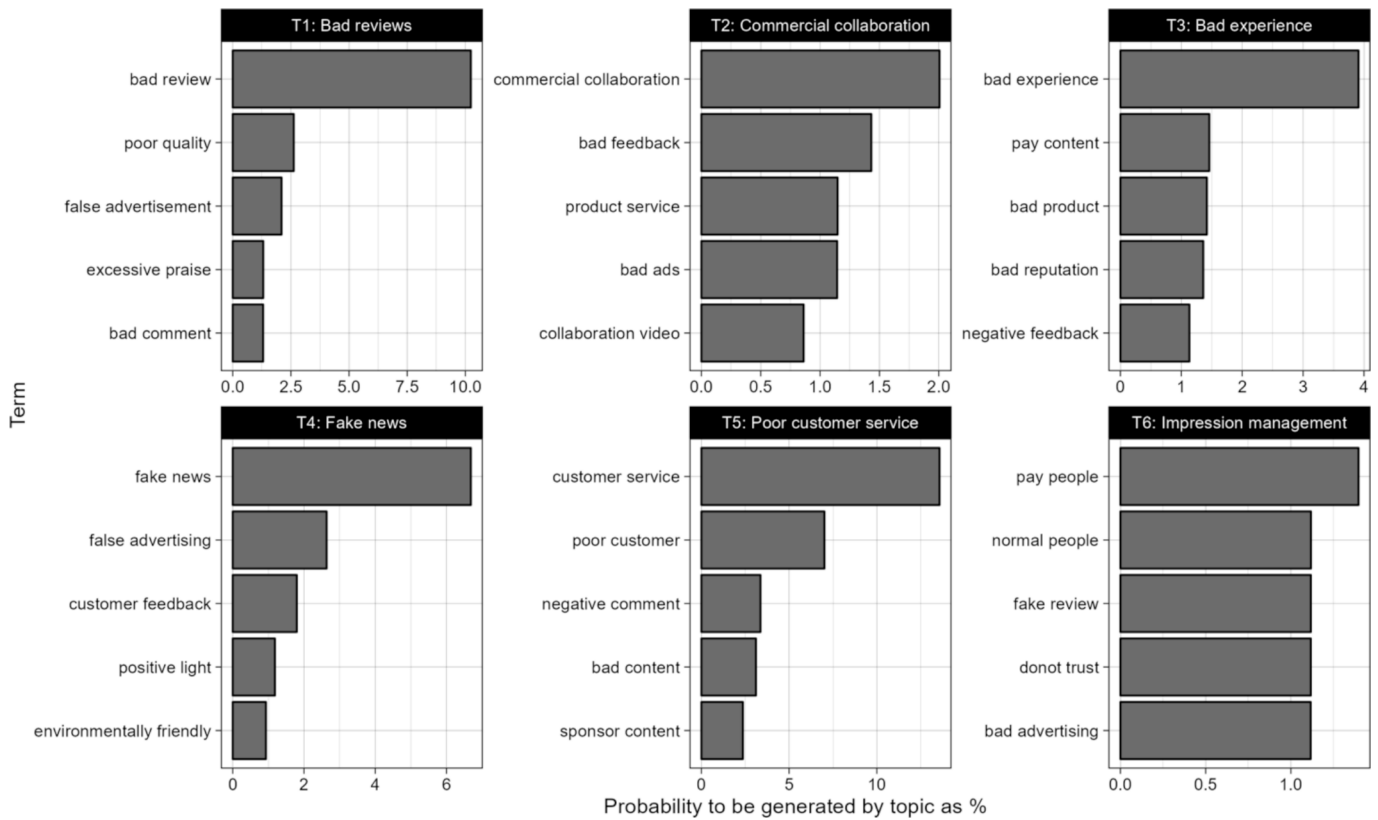 T1: Bad reviews
bad review
poor quality
false advertisement
excessive praise
bad comment
0.0 2.5 5.0 7.5 10.0
T2: Commercial collaboration
commercial collaboration
bad feedback
product service
bad ads
collaboration video
0.0 0.5 1.0 1.5 2.0
T3: Bad experience
bad experience
pay content
bad product
bad reputation
negative feedback
0 1 2 3 4
Term
T4: Fake news
fake news
false advertising
customer feedback
positive light
environmentally friendly
0 2 4 6
T5: Poor customer service
customer service
poor customer
negative comment
bad content
sponsor content
0 5 10
T6: Impression management
pay people
normal people
fake review
donot trust
bad advertising
0.0 0.5 1.0
Probability to be generated by topic as %